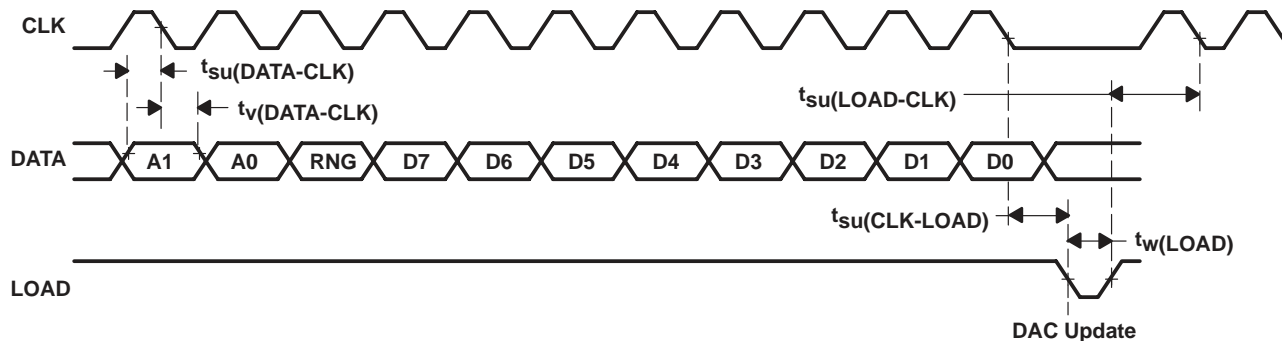 CLK
tsu(DATA-CLK)
tsu(LOAD-CLK)
tv(DATA-CLK)
DATA A1 A0 RNG D7 D6 D5 D4 D3 D2 D1 D0
tsu(CLK-LOAD)
tw(LOAD)
LOAD
DAC Update